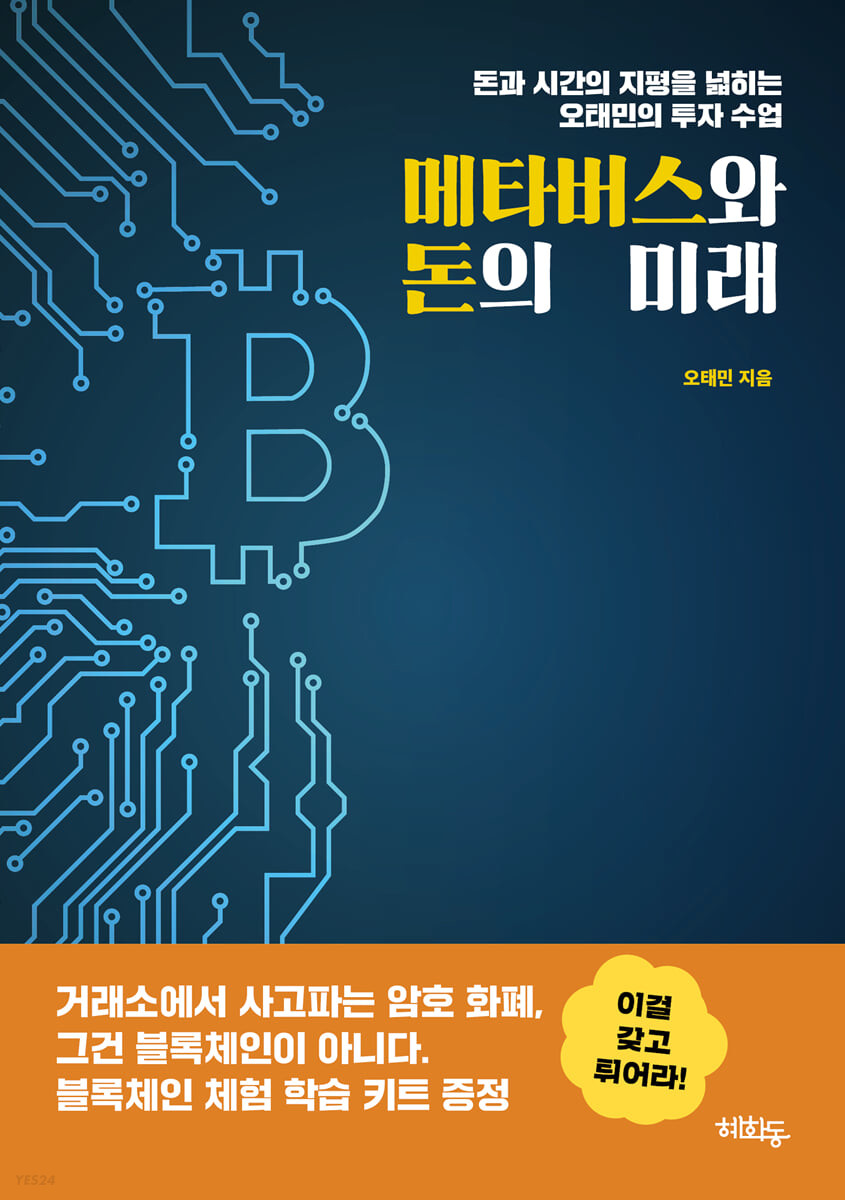 돈과 시간의 지평을 넓히는
오태민의 투자 수업
메타버스와
돈의 미래
오태민 지음
거래소에서 사고파는 암호 화폐,
그건 블록체인이 아니다.
블록체인 체험 학습 키트 증정
이걸
갖고
튀어라!
혜화동
YES24